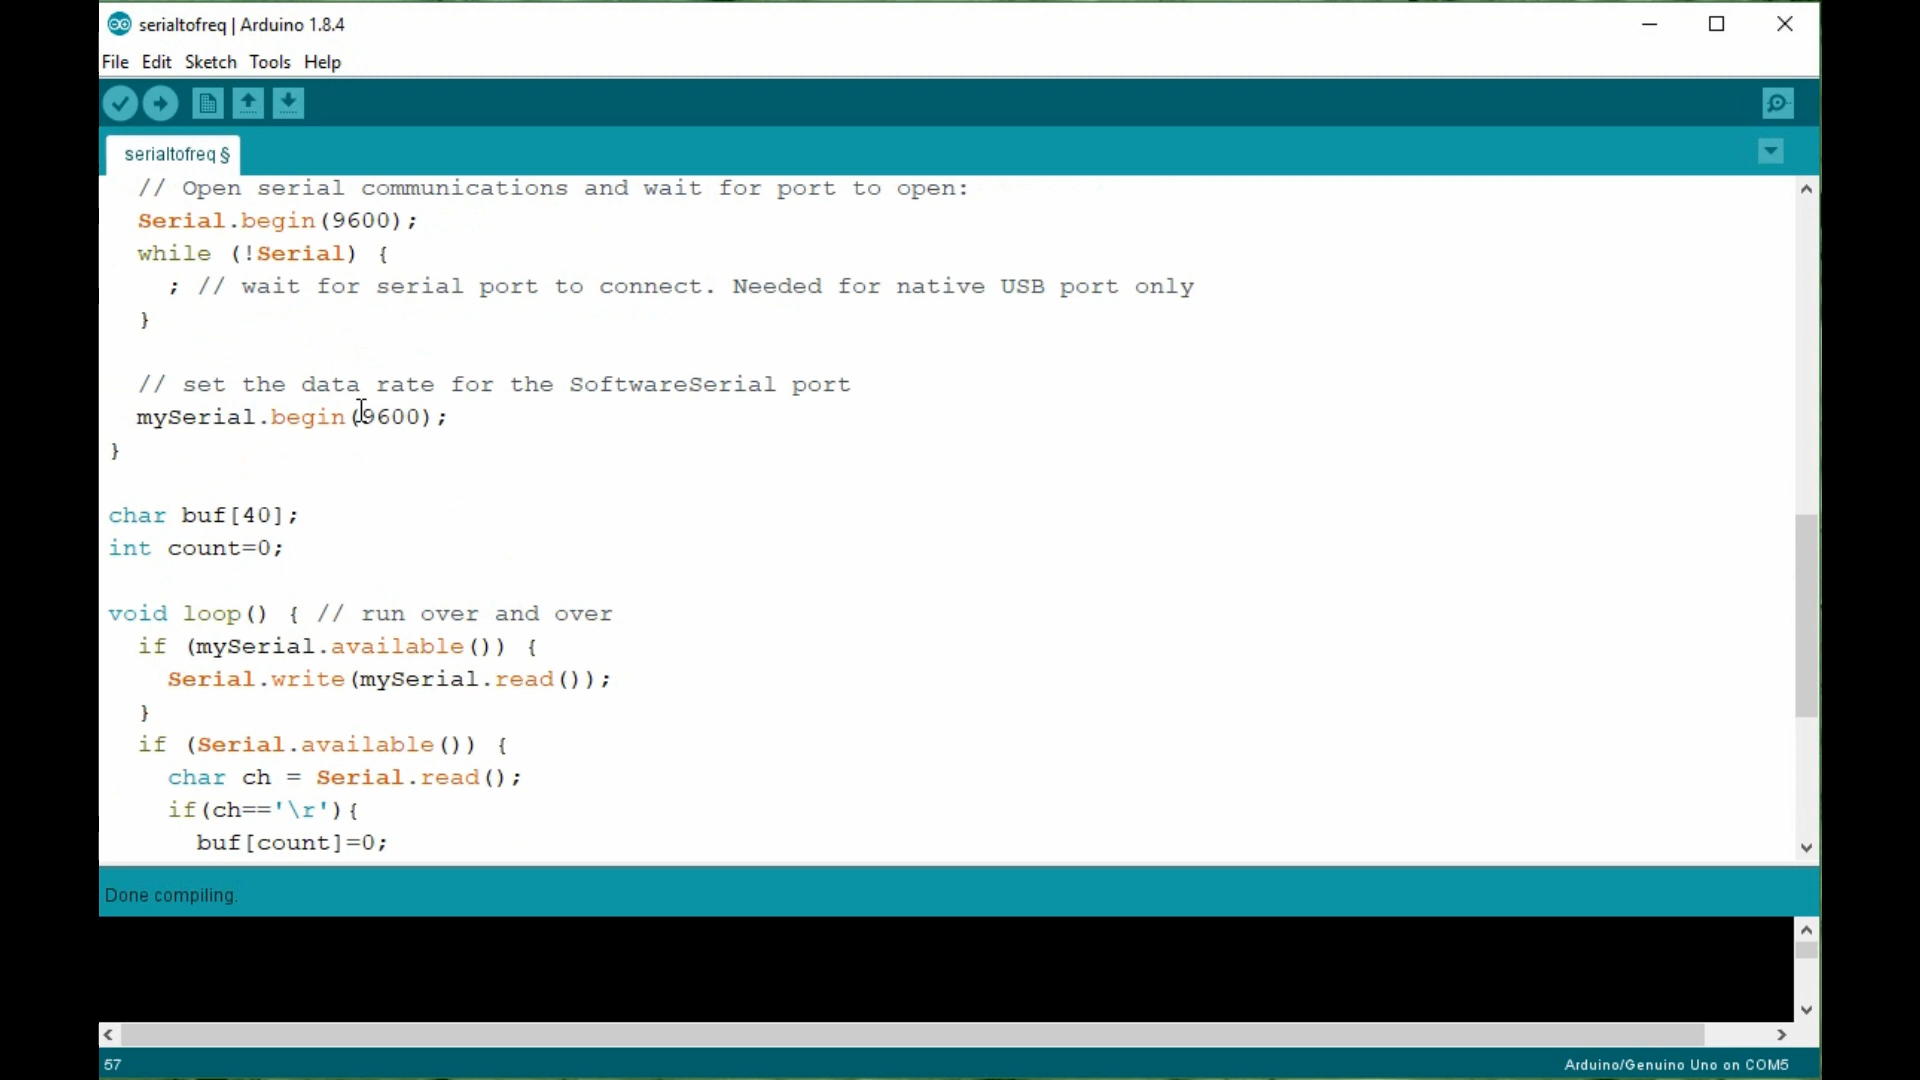 serialtofreq | Arduino 1.8.4
File Edit Sketch Tools Help
serialtofreq §
// Open serial communications and wait for port to open:
Serial.begin(9600);
while (!Serial) {
; // wait for serial port to connect. Needed for native USB port only
}
// set the data rate for the SoftwareSerial port
mySerial.begin(9600);
}
char buf[40];
int count=0;
void loop() { // run over and over
if (mySerial.available()) {
Serial.write(mySerial.read());
}
if (Serial.available()) {
char ch = Serial.read();
if(ch=='\r'){
buf[count]=0;
Done compiling.
57
Arduino/Genuino Uno on COM5